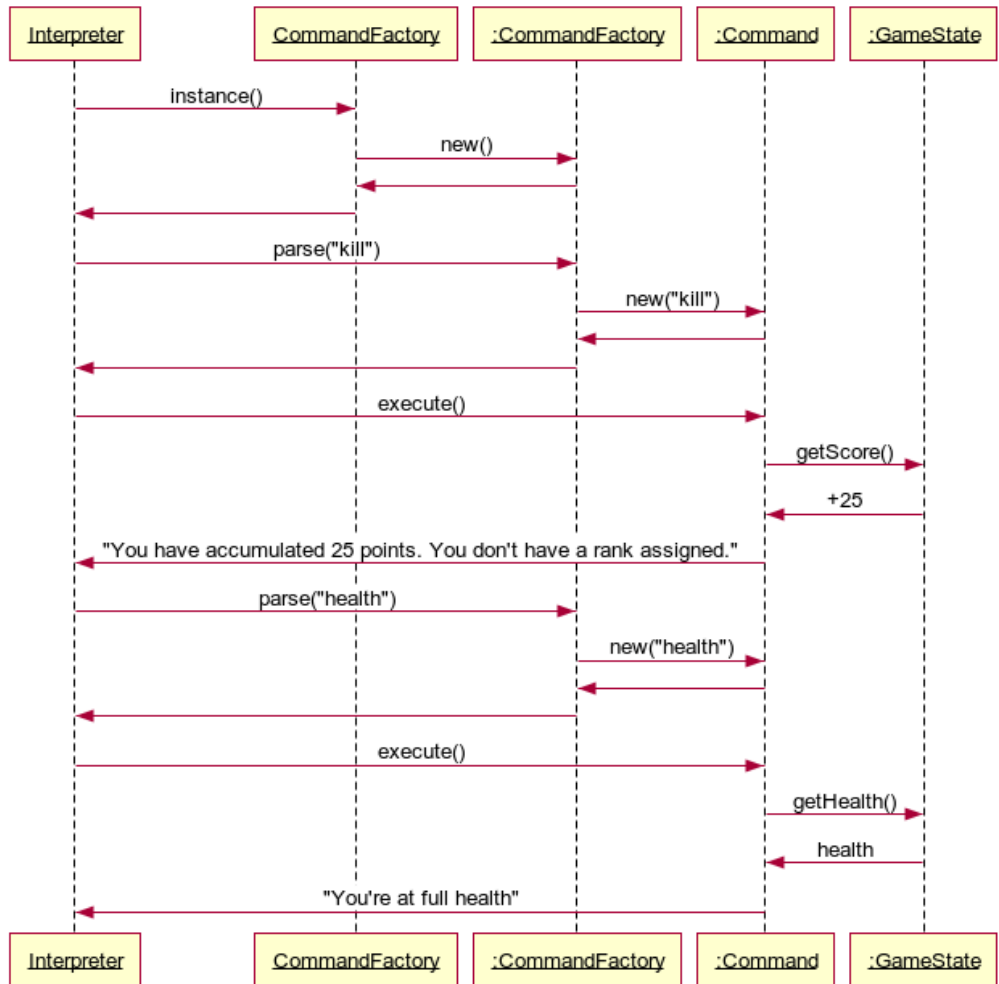 Interpreter CommandFactory :CommandFactory :Command :GameState
instance()
new()
parse("kill")
new("kill")
execute()
getScore()
+25
"You have accumulated 25 points. You don't have a rank assigned."
parse("health")
new("health")
execute()
getHealth()
health
"You're at full health"
Interpreter CommandFactory :CommandFactory :Command :GameState